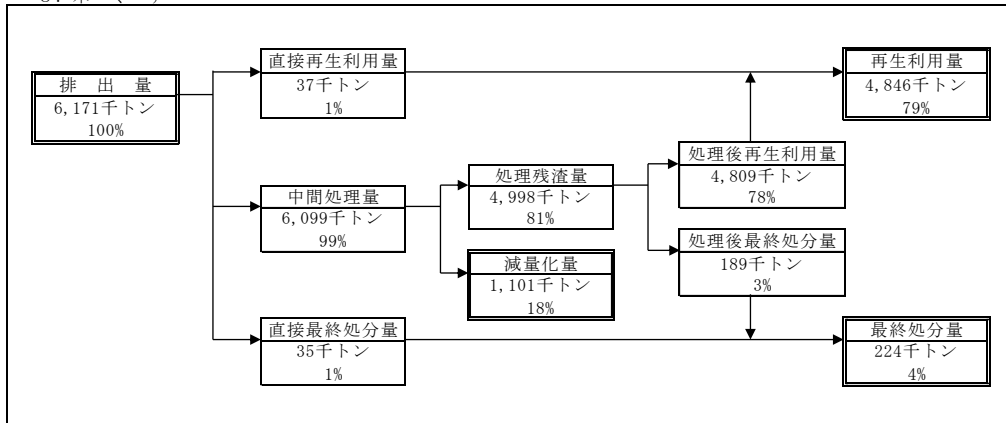 排 出 量
6,171千トン
100%
直接再生利用量
37千トン
1%
再生利用量
4,846千トン
79%
中間処理量
6,099千トン
99%
処理残渣量
4,998千トン
81%
処理後再生利用量
4,809千トン
78%
減量化量
1,101千トン
18%
処理後最終処分量
189千トン
3%
直接最終処分量
35千トン
1%
最終処分量
224千トン
4%